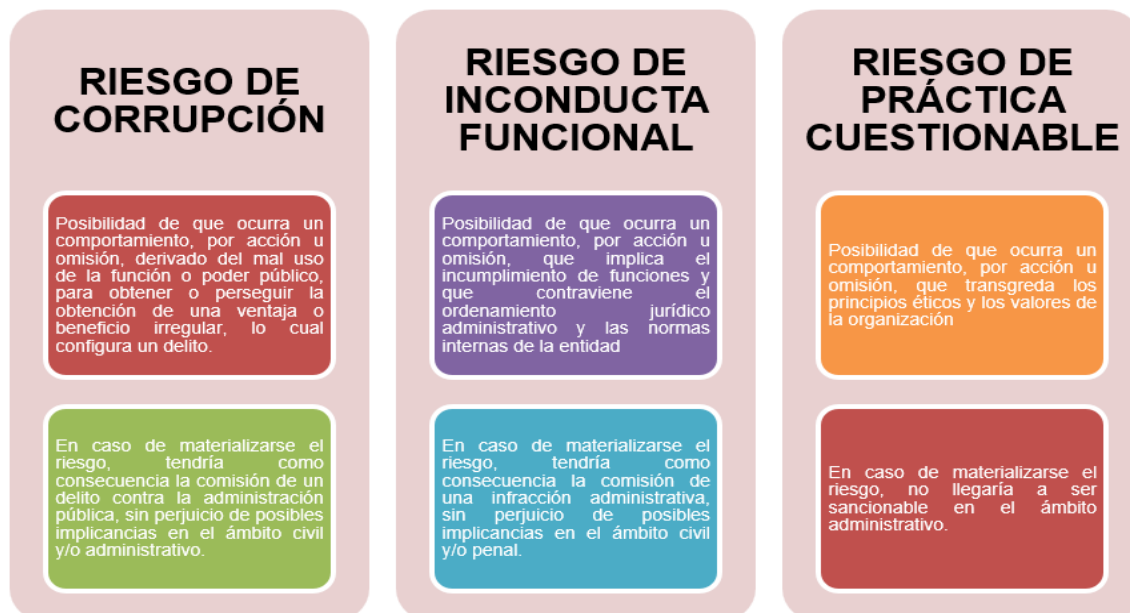 RIESGO DE
CORRUPCIÓN
Posibilidad de que ocurra un
comportamiento, por acción u
omisión, derivado del mal uso
de la función o poder público,
para obtener o perseguir la
obtención de una ventaja o
beneficio irregular, lo cual
configura un delito.
En caso de materializarse el
riesgo, tendría como
consecuencia la comisión de un
delito contra la administración
pública, sin perjuicio de posibles
implicancias en el ámbito civil
y/o administrativo.
RIESGO DE
INCONDUCTA
FUNCIONAL
Posibilidad de que ocurra un
comportamiento, por acción u
omisión, que implica el
incumplimiento de funciones y
que contraviene el
ordenamiento jurídico
administrativo y las normas
internas de la entidad
En caso de materializarse el
riesgo, tendría como
consecuencia la comisión de
una infracción administrativa,
sin perjuicio de posibles
implicancias en el ámbito civil
y/o penal.
RIESGO DE
PRÁCTICA
CUESTIONABLE
Posibilidad de que ocurra un
comportamiento, por acción u
omisión, que transgreda los
principios éticos y los valores de
la organización
En caso de materializarse el
riesgo, no llegaría a ser
sancionable en el ámbito
administrativo.